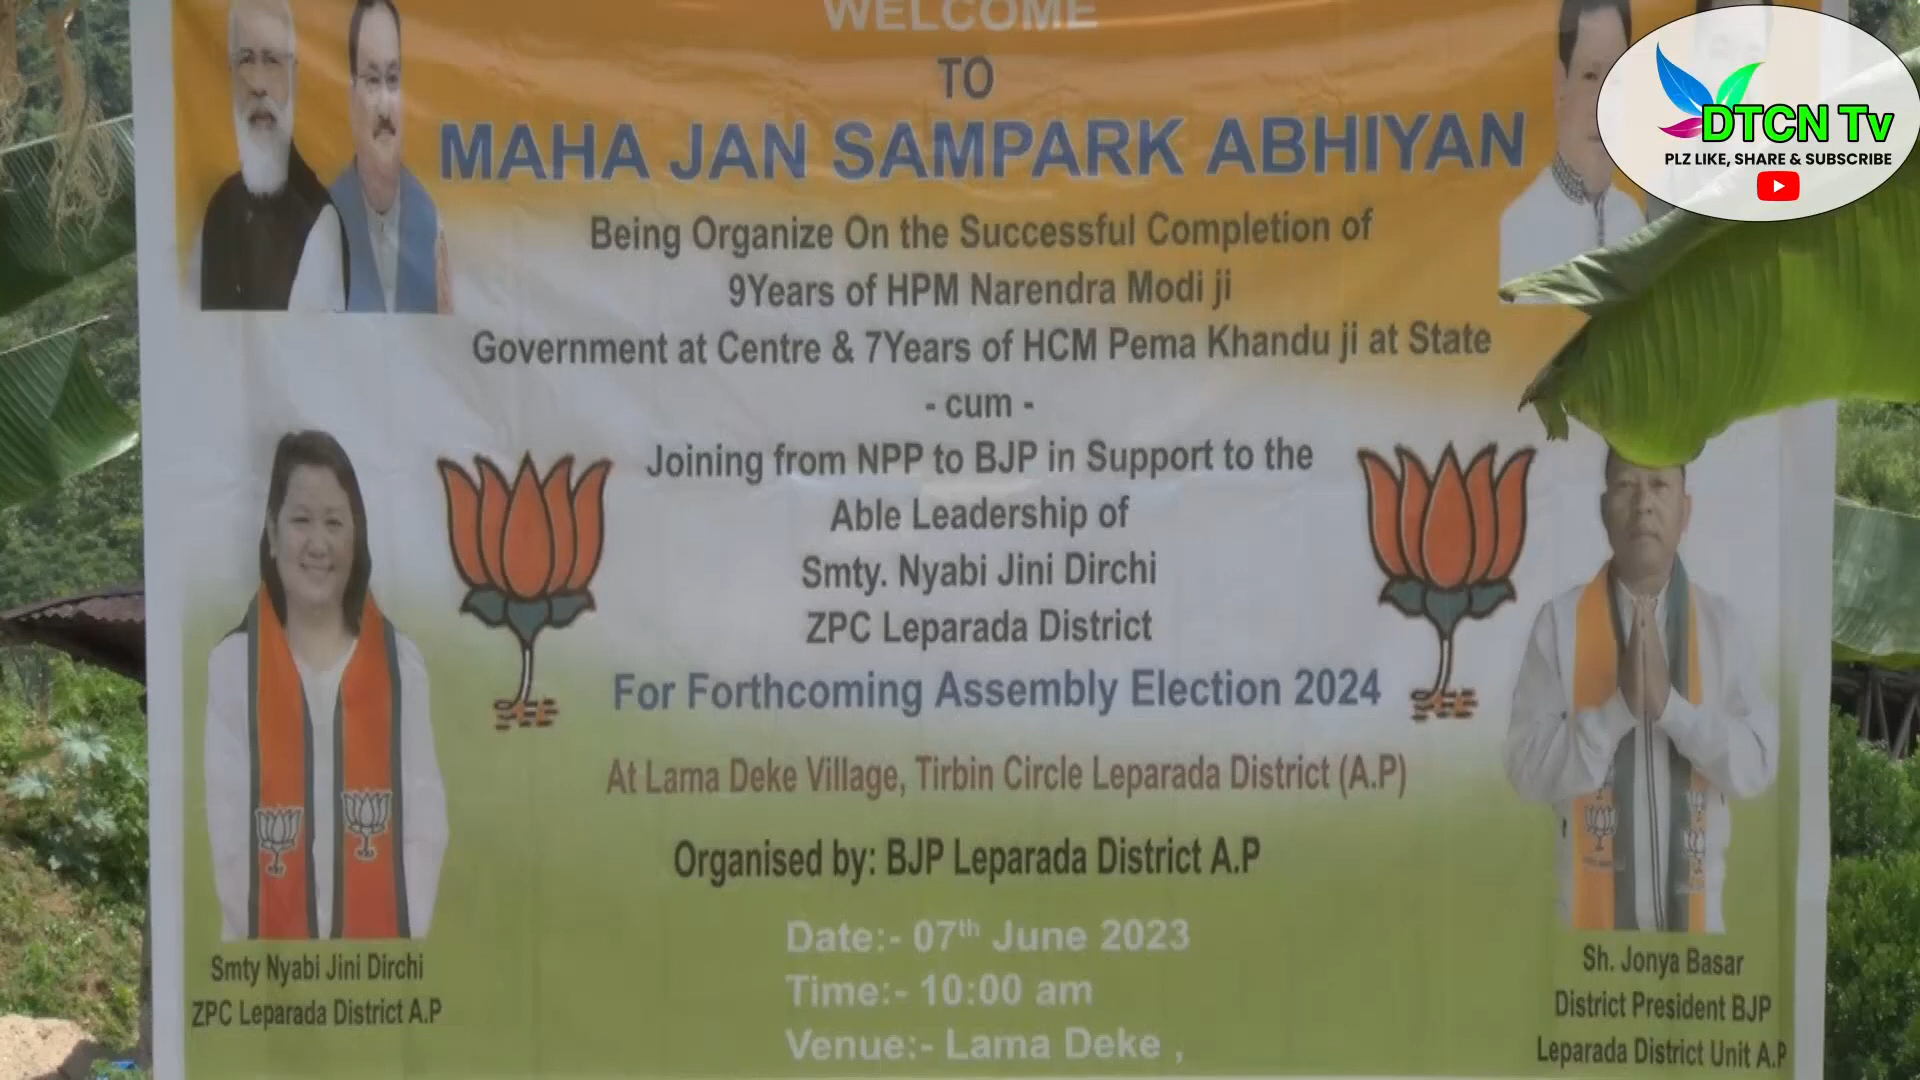 WELCOME
TO
MAHA JAN SAMPARK ABHIYAN
Being Organize On the Successful Completion of
9Years of HPM Narendra Modi ji
Government at Centre & 7Years of HCM Pema Khandu ji at State
- cum -
Joining from NPP to BJP in Support to the
Able Leadership of
Smty. Nyabi Jini Dirchi
ZPC Leparada District
For Forthcoming Assembly Election 2024
At Lama Deke Village, Tirbin Circle Leparada District (A.P)
Organised by: BJP Leparada District A.P
Date:- 07th June 2023
Time:- 10:00 am
Venue:- Lama Deke ,
Smty Nyabi Jini Dirchi
ZPC Leparada District A.P
Sh. Jonya Basar
District President BJP
Leparada District Unit A.P
DTCN Tv
PLZ LIKE, SHARE & SUBSCRIBE